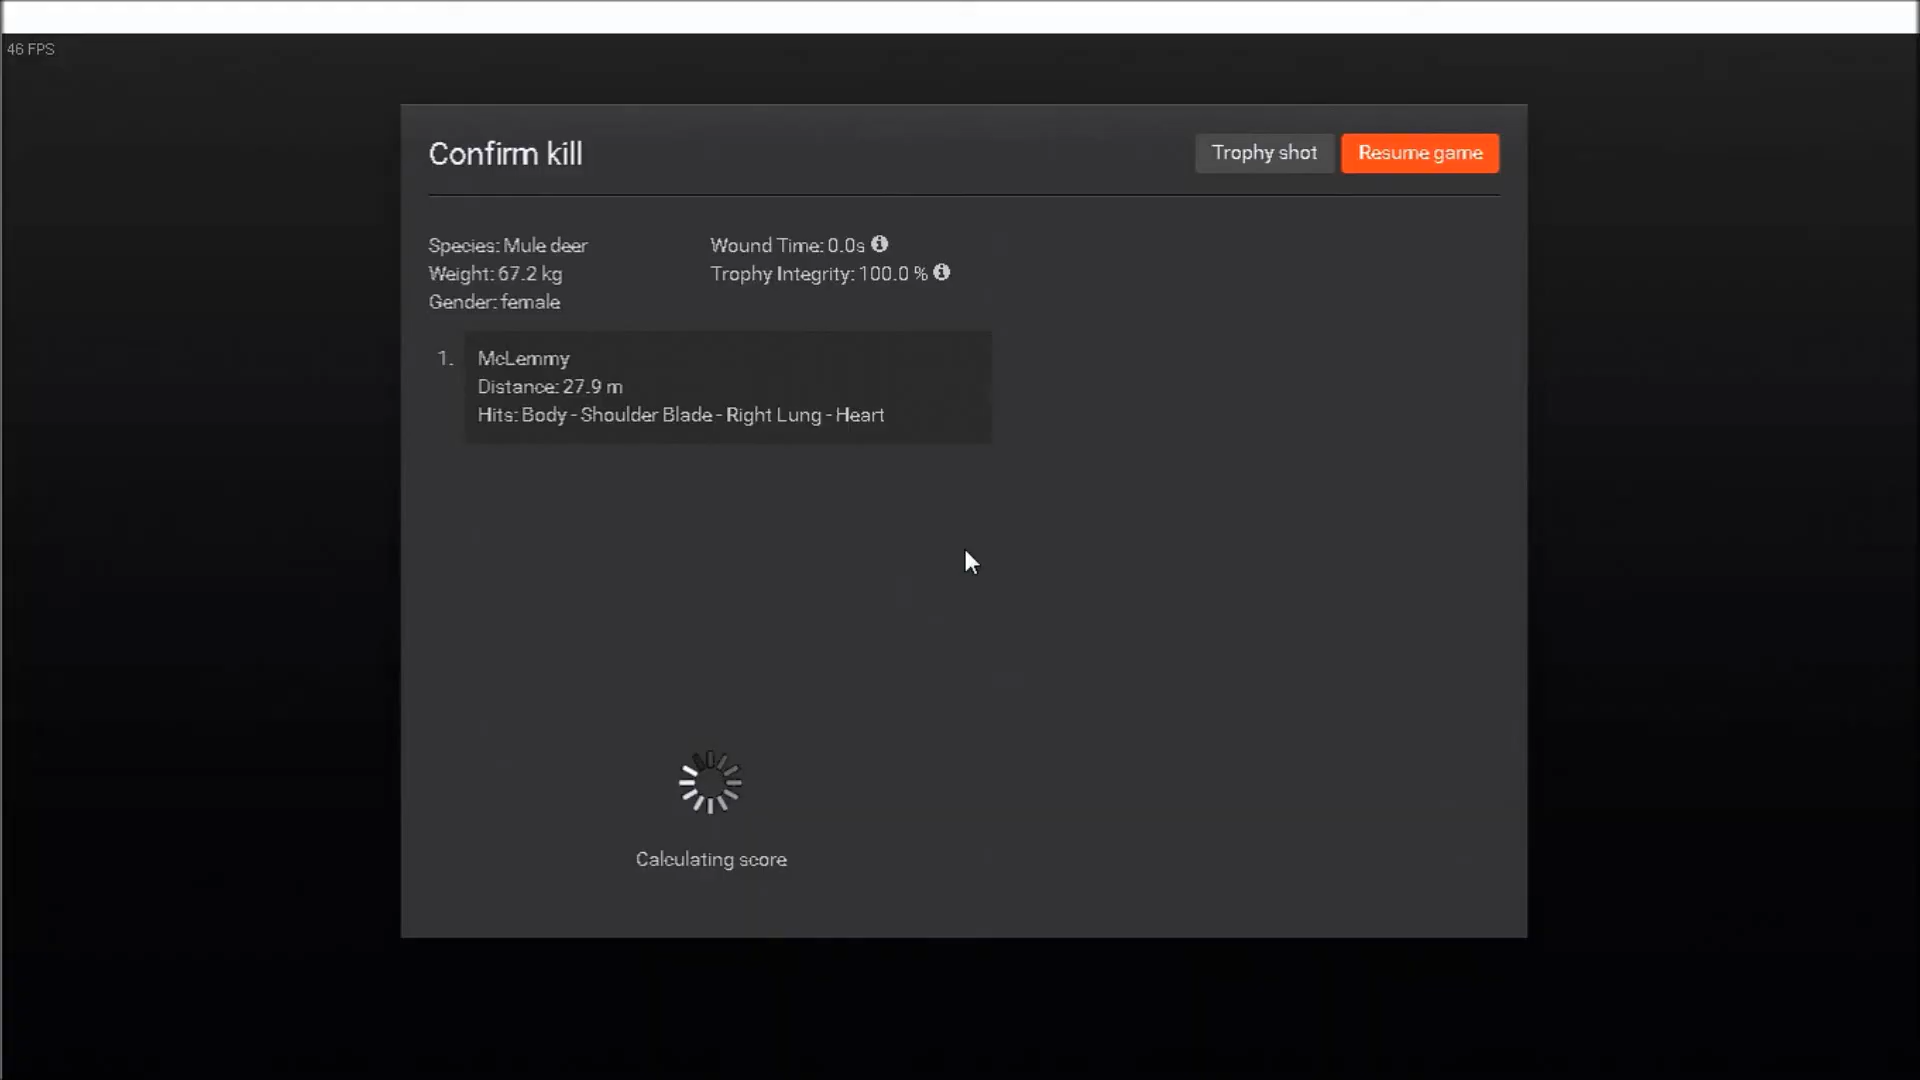 46 FPS
Confirm kill
Trophy shot
Resume game
Species: Mule deer
Weight: 67.2 kg
Gender: female
Wound Time: 0.0s
Trophy Integrity: 100.0 %
1.
McLemmy
Distance: 27.9 m
Hits: Body - Shoulder Blade - Right Lung - Heart
Calculating score